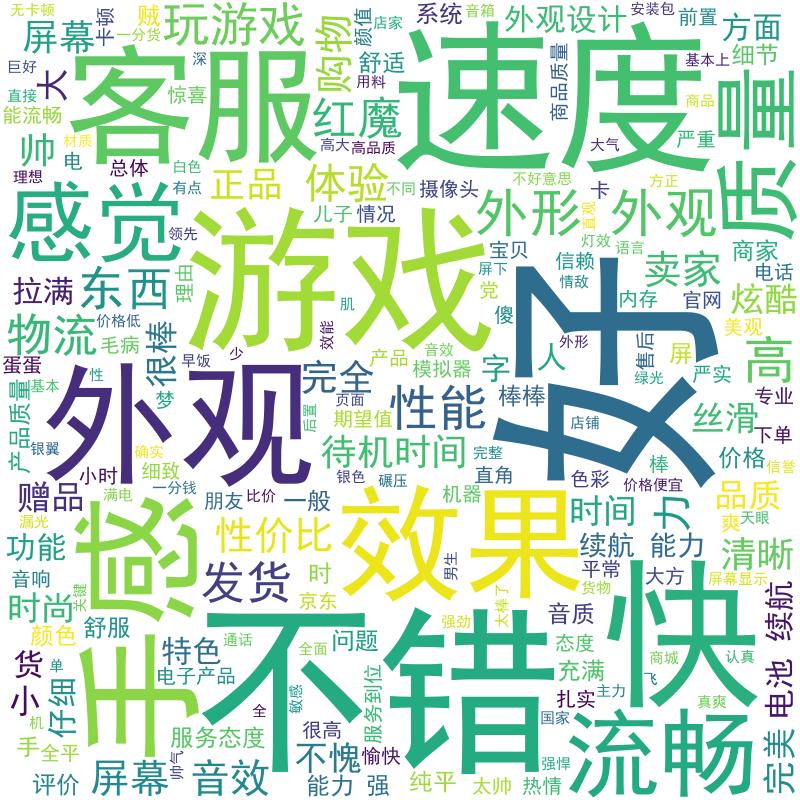 无卡顿
屏幕
卡顿
贼
一分货
玩游戏
店家
购物
颜值
系统
音箱
外观设计
安装包
前置
方面
巨好
大
客服
深
舒适
用料
速度
商品质量
基本上
细节
质量
直接
能流畅
惊喜
红魔
商品
帅
材质
电
总体
高大
高品质
大气
严重
理想
白色
有点
正品
体验
不同
摄像头
不好意思
卡
方正
感觉
领先
儿子
情况
外形
直观
外观
灯效
语言
商家
拉满
东西
理由
游戏
宝贝
屏下
信赖
情敌
卖家
电话
炫酷
物流
价格低
毛病
很棒
肌
效能
党
傻
好
内存
官网
美观
蛋蛋
早饭
少
音效
产品
模拟器
外形
人
售后
屏
绿光
高
产品质量
基本
性
梦
外观
完全
页面
后置
期望值
性能
字
棒棒
店铺
严实
专业
丝滑
下单
银翼
确实
细致
待机时间
完整
直角
色彩
棒
价格
信誉
赠品
小时
满电
一分钱
朋友
比价
一般
银色
碾压
机器
价格便宜
品质
漏光
手感
性价比
效果
时间
力
爽
天眼
功能
音响
发货
男生
续航
能力
清晰
时尚
关键
时
京东
平常
大方
屏幕显示
货物
颜色
舒服
不错
强劲
太棒了
音质
快
续航
货
单
特色
通话
全面
问题
态度
商城
认真
电池
小
仔细
电子产品
敏感
服务到位
充满
扎实
主力
飞
真爽
机
全
手
全平
服务态度
很高
国家
流畅
完美
评价
屏幕
帅气
音效
不愧
愉快
能力
强
纯平
太帅
强悍
热情